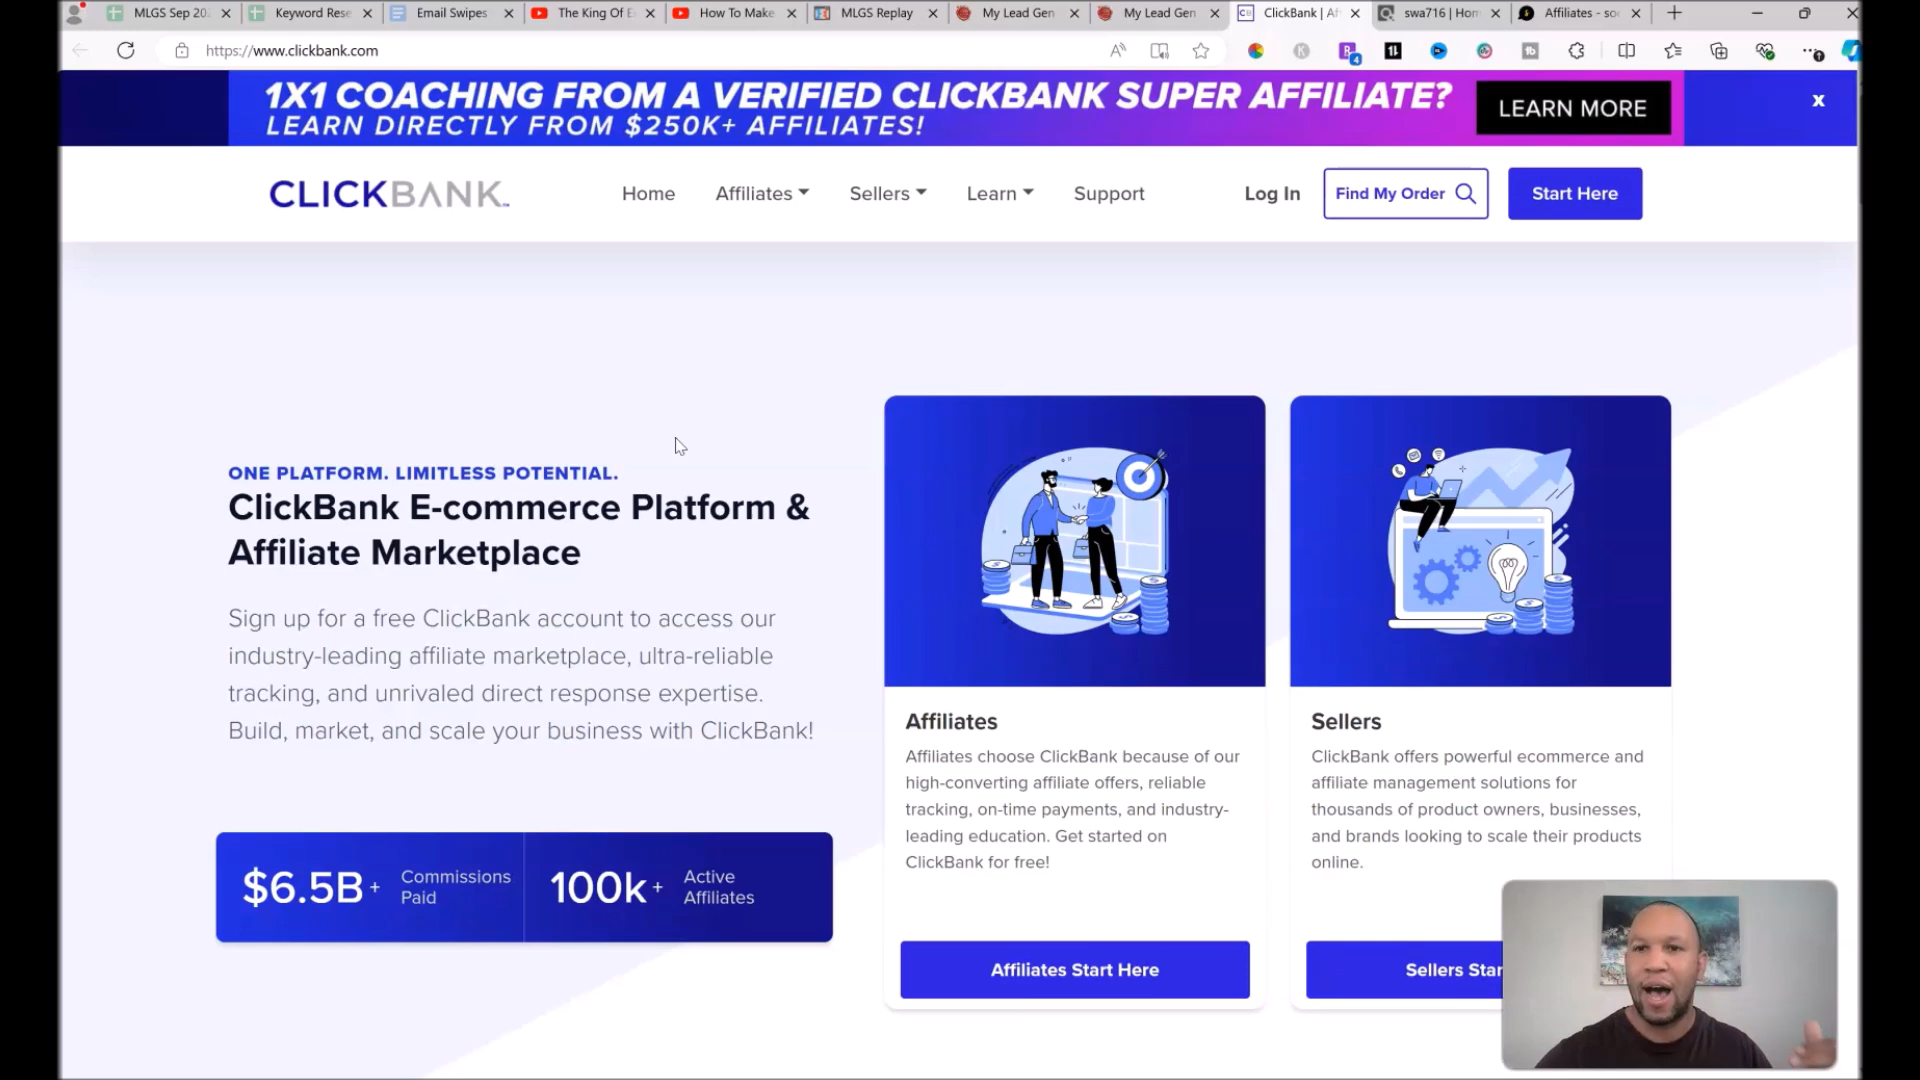 MLGS Sep 20
Keyword Rese
Email Swipes
The King Of E
How To Make
MLGS Replay
My Lead Gen
My Lead Gen
ClickBank | Af
swa716 | Hom
Affiliates - so
https://www.clickbank.com
1X1 COACHING FROM A VERIFIED CLICKBANK SUPER AFFILIATE?
LEARN DIRECTLY FROM $250K+ AFFILIATES!
LEARN MORE
x
CLICKBANK
Home
Affiliates
Sellers
Learn
Support
Log In
Find My Order
Start Here
ONE PLATFORM. LIMITLESS POTENTIAL.
ClickBank E-commerce Platform &
Affiliate Marketplace
Sign up for a free ClickBank account to access our
industry-leading affiliate marketplace, ultra-reliable
tracking, and unrivaled direct response expertise.
Build, market, and scale your business with ClickBank!
$6.5B+
Commissions
Paid
100k+
Active
Affiliates
Affiliates
Affiliates choose ClickBank because of our
high-converting affiliate offers, reliable
tracking, on-time payments, and industry-
leading education. Get started on
ClickBank for free!
Affiliates Start Here
Sellers
ClickBank offers powerful ecommerce and
affiliate management solutions for
thousands of product owners, businesses,
and brands looking to scale their products
online.
Sellers Star